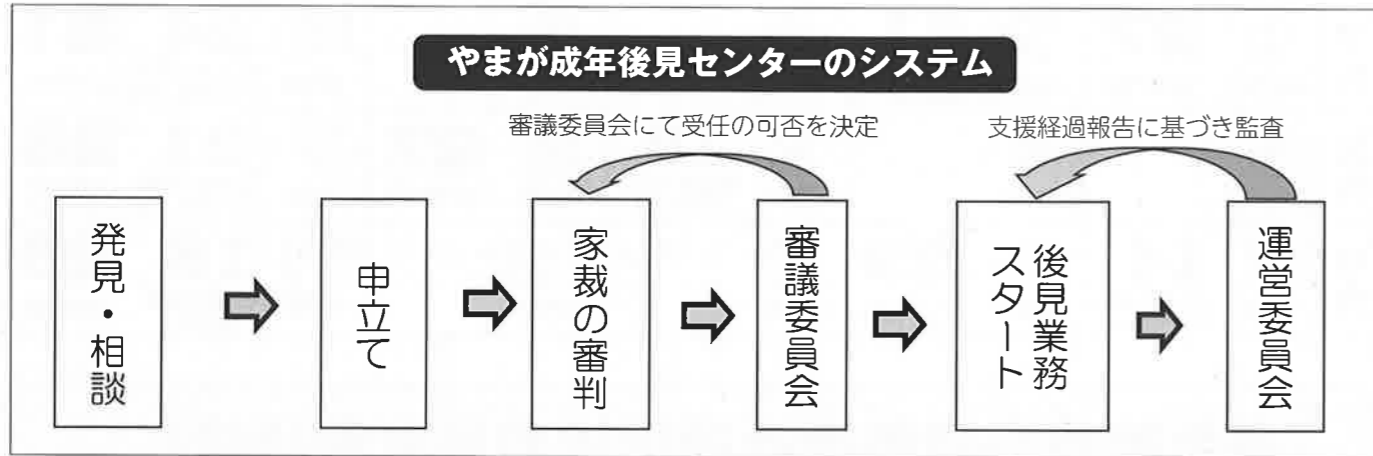 やまが成年後見センターのシステム
審議委員会にて受任の可否を決定
支援経過報告に基づき監査
発見・相談
申立て
家裁の審判
審議委員会
後見業務
スタート
運営委員会